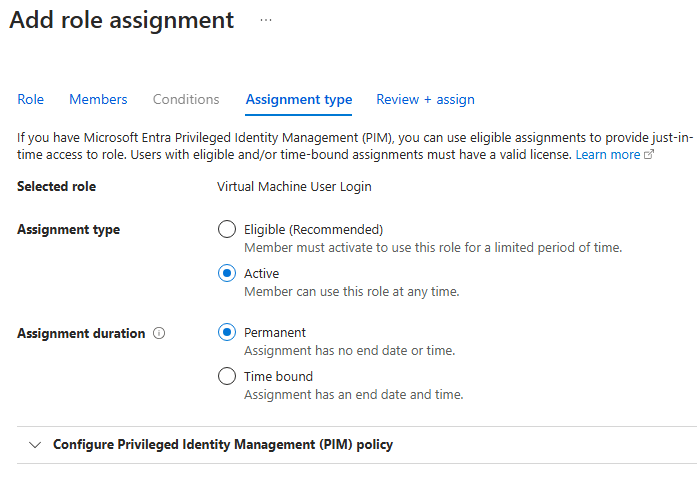 Add role assignment ...
Role Members Conditions Assignment type Review + assign
If you have Microsoft Entra Privileged Identity Management (PIM), you can use eligible assignments to provide just-in-
time access to role. Users with eligible and/or time-bound assignments must have a valid license. Learn more
Selected role Virtual Machine User Login
Assignment type Eligible (Recommended)
Member must activate to use this role for a limited period of time.
Active
Member can use this role at any time.
Assignment duration Permanent
Assignment has no end date or time.
Time bound
Assignment has an end date and time.
Configure Privileged Identity Management (PIM) policy